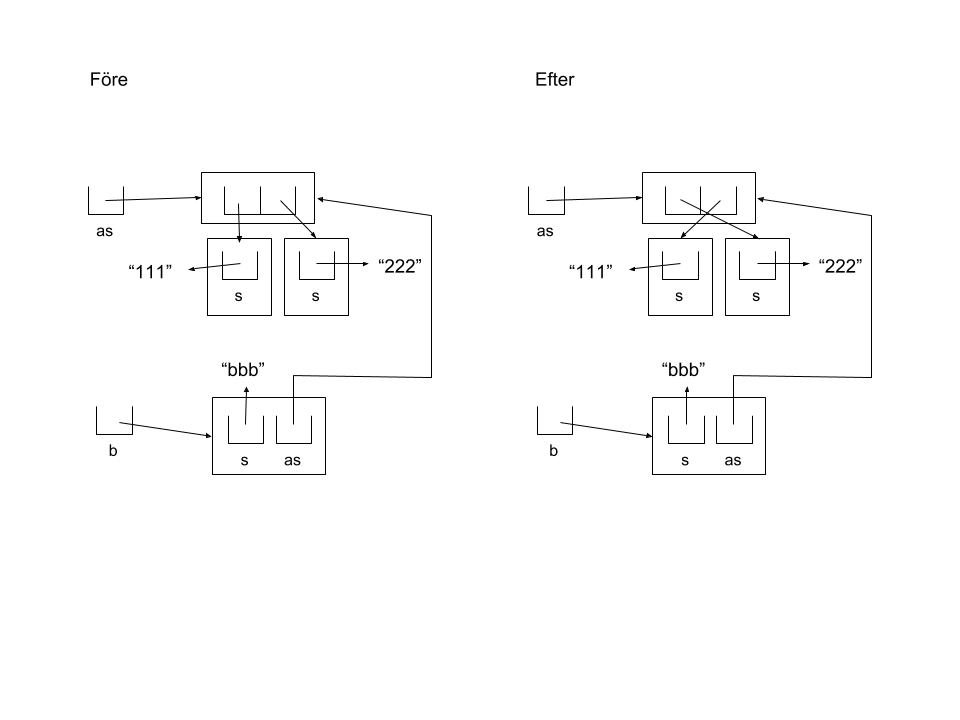 Före
as
“111”
“222”
s
s
“bbb”
b
s
as
Efter
as
“111”
“222”
s
s
“bbb”
b
s
as